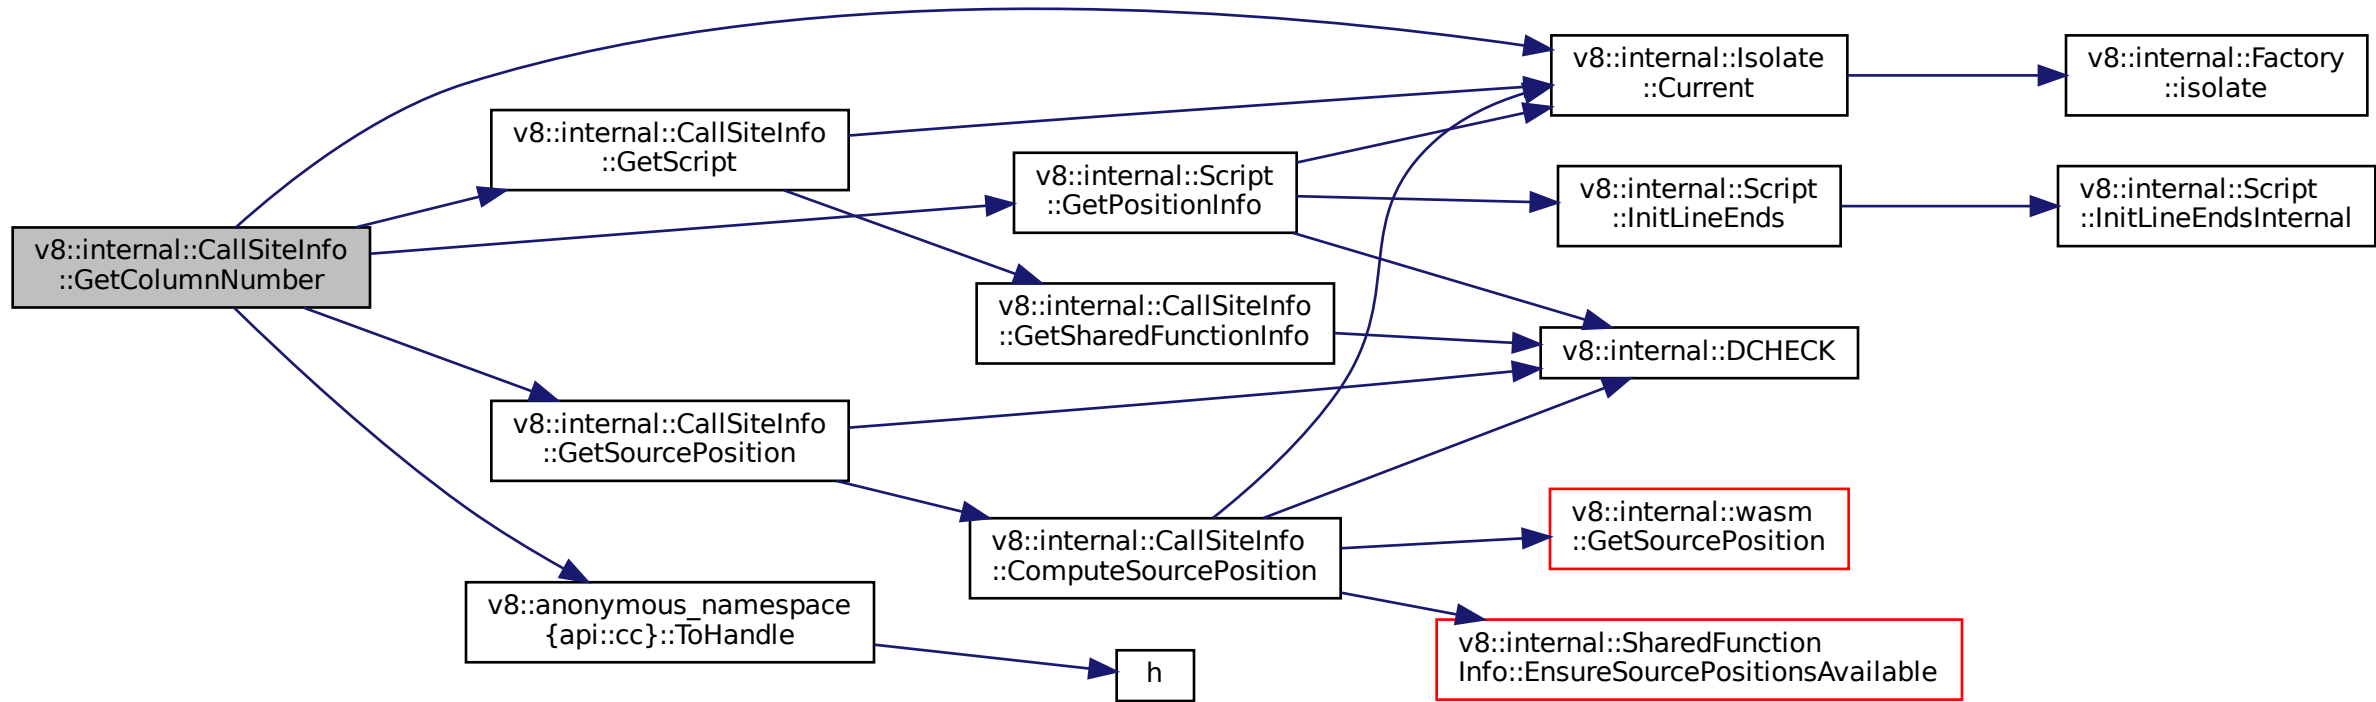 v8::internal::CallSiteInfo
::GetColumnNumber
v8::internal::CallSiteInfo
::GetScript
v8::internal::CallSiteInfo
::GetSourcePosition
v8::anonymous_namespace
{api::cc}::ToHandle
v8::internal::Script
::GetPositionInfo
v8::internal::CallSiteInfo
::GetSharedFunctionInfo
v8::internal::CallSiteInfo
::ComputeSourcePosition
h
v8::internal::Isolate
::Current
v8::internal::Script
::InitLineEnds
v8::internal::DCHECK
v8::internal::wasm
::GetSourcePosition
v8::internal::SharedFunction
Info::EnsureSourcePositionsAvailable
v8::internal::Factory
::isolate
v8::internal::Script
::InitLineEndsInternal